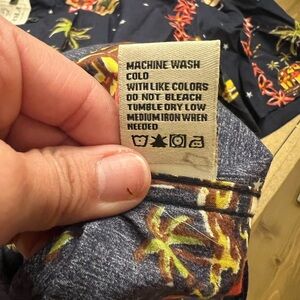 MACHINE WASH
COLD
WITH LIKE COLORS
DO NOT BLEACH
TUMBLE DRY LOW
MEDIUM IRON WHEN
NEEDED